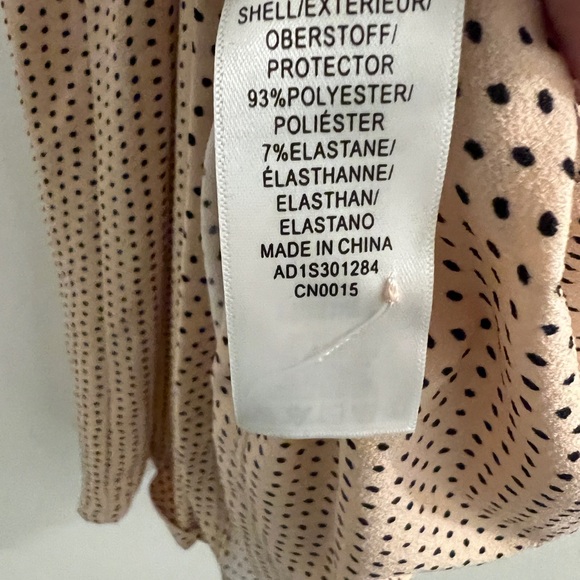 SHELL/EXTÉRIEUR/
OBERSTOFF/
PROTECTOR
93%POLYESTER/
POLIÉSTER
7%ELASTANE/
ÉLASTHANNE/
ELASTHAN/
ELASTANO
MADE IN CHINA
AD1S301284
CN0015